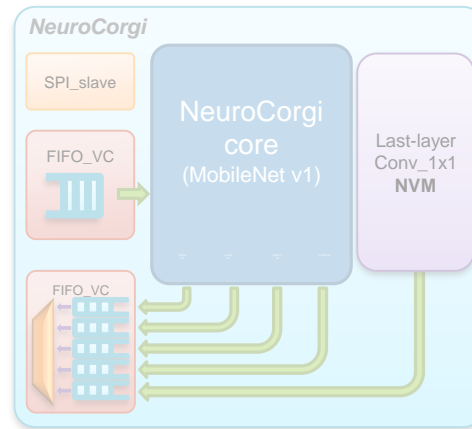 NeuroCorgi
SPI_slave
FIFO_VC
NeuroCorgi
core
(MobileNet v1)
Last-layer
Conv_1x1
NVM
FIFO_VC